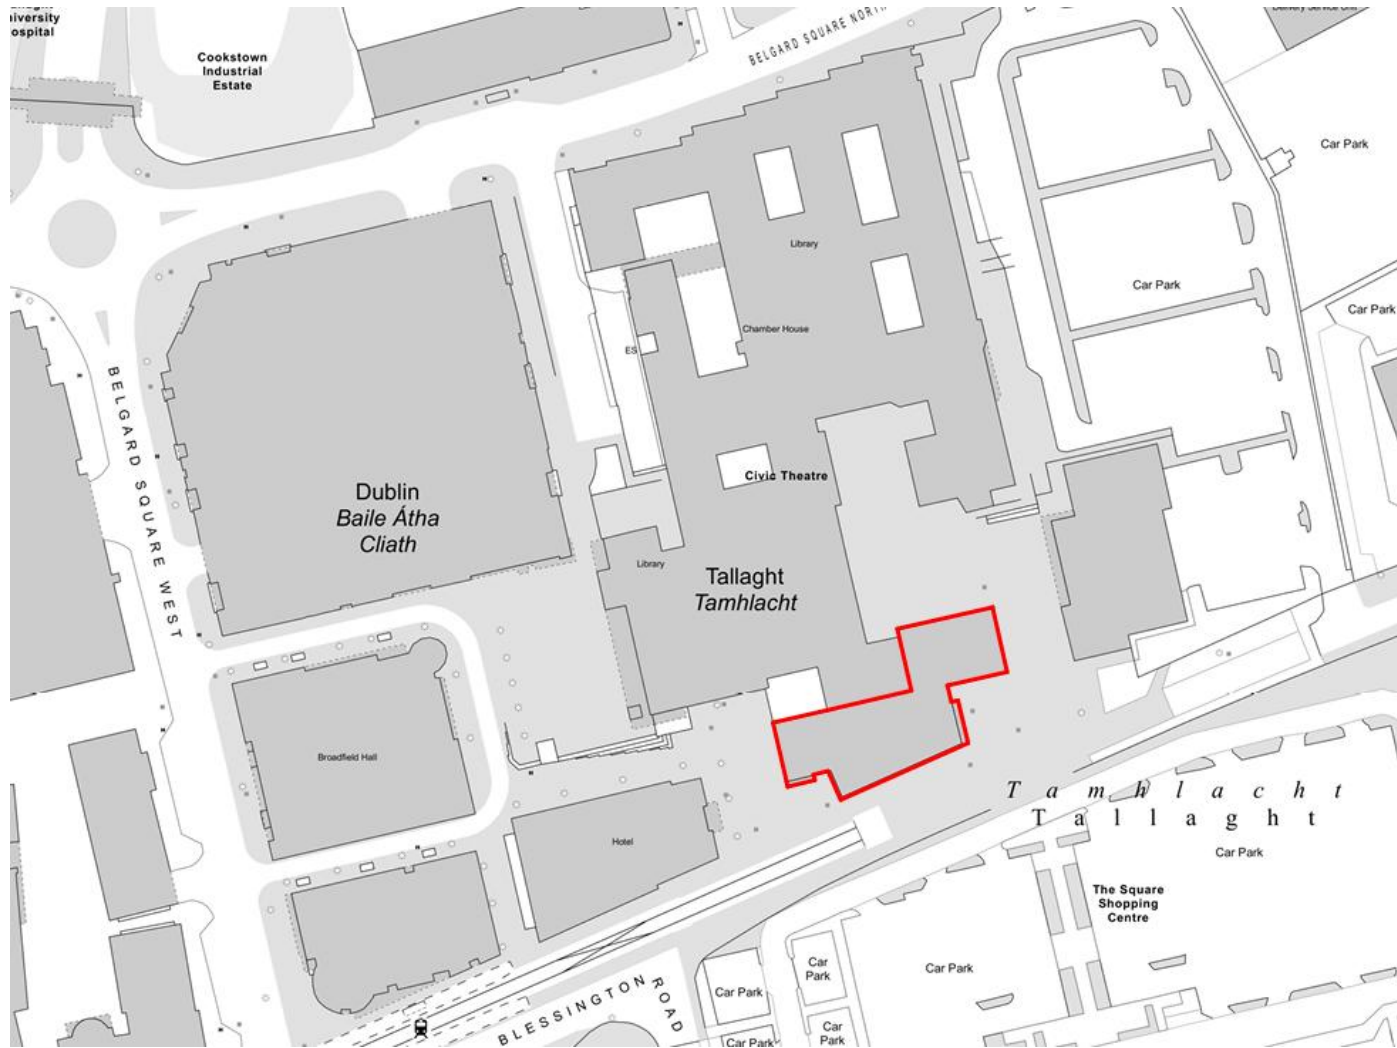 University
Hospital
Cookstown
Industrial
Estate
BELGARD SQUARE NORTH
Car Park
Library
Car Park
Car Park
Chamber House
ES
BELGARD SQUARE WEST
Civic Theatre
Dublin
Baile Átha
Cliath
Library
Tallaght
Tamhlacht
Broadfield Hall
Tamhlacht
Tallaght
Hotel
Car Park
The Square
Shopping
Centre
Car
Park
Car Park
Car Park
BLESSINGTON
ROAD
Car
Park
Car Park